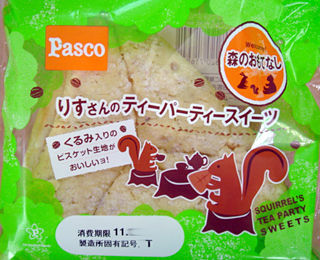 Pasco
Welcome
森のおもてなし
りすさんのティーパーティースイーツ
くるみ入りの
ビスケット生地が
おいしいョ!
SQUIRREL'S
TEA PARTY
SWEETS
消費期限 11.
製造所固有記号. T